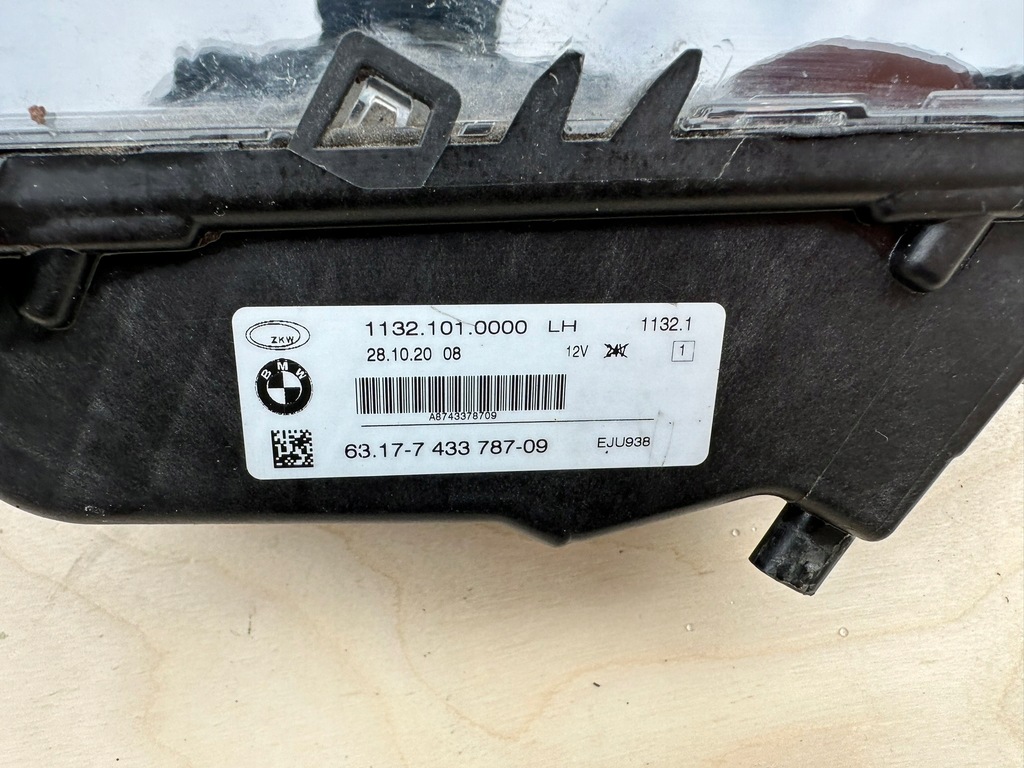 1132.101.0000 LH 1132.1
ZKW
28.10.20 08 12V 24V 1
BMW
A8743378709
63.17-7 433 787-09 EJU938